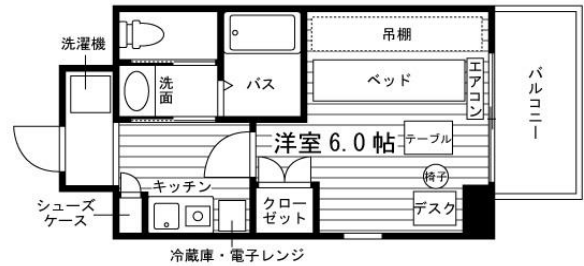 洗濯機
吊棚
洗面
バス
ベッド
エアコン
バルコニー
洋室 6.0 帖
テーブル
椅子
デスク
キッチン
シューズ
ケース
クロー
ゼット
冷蔵庫・電子レンジ